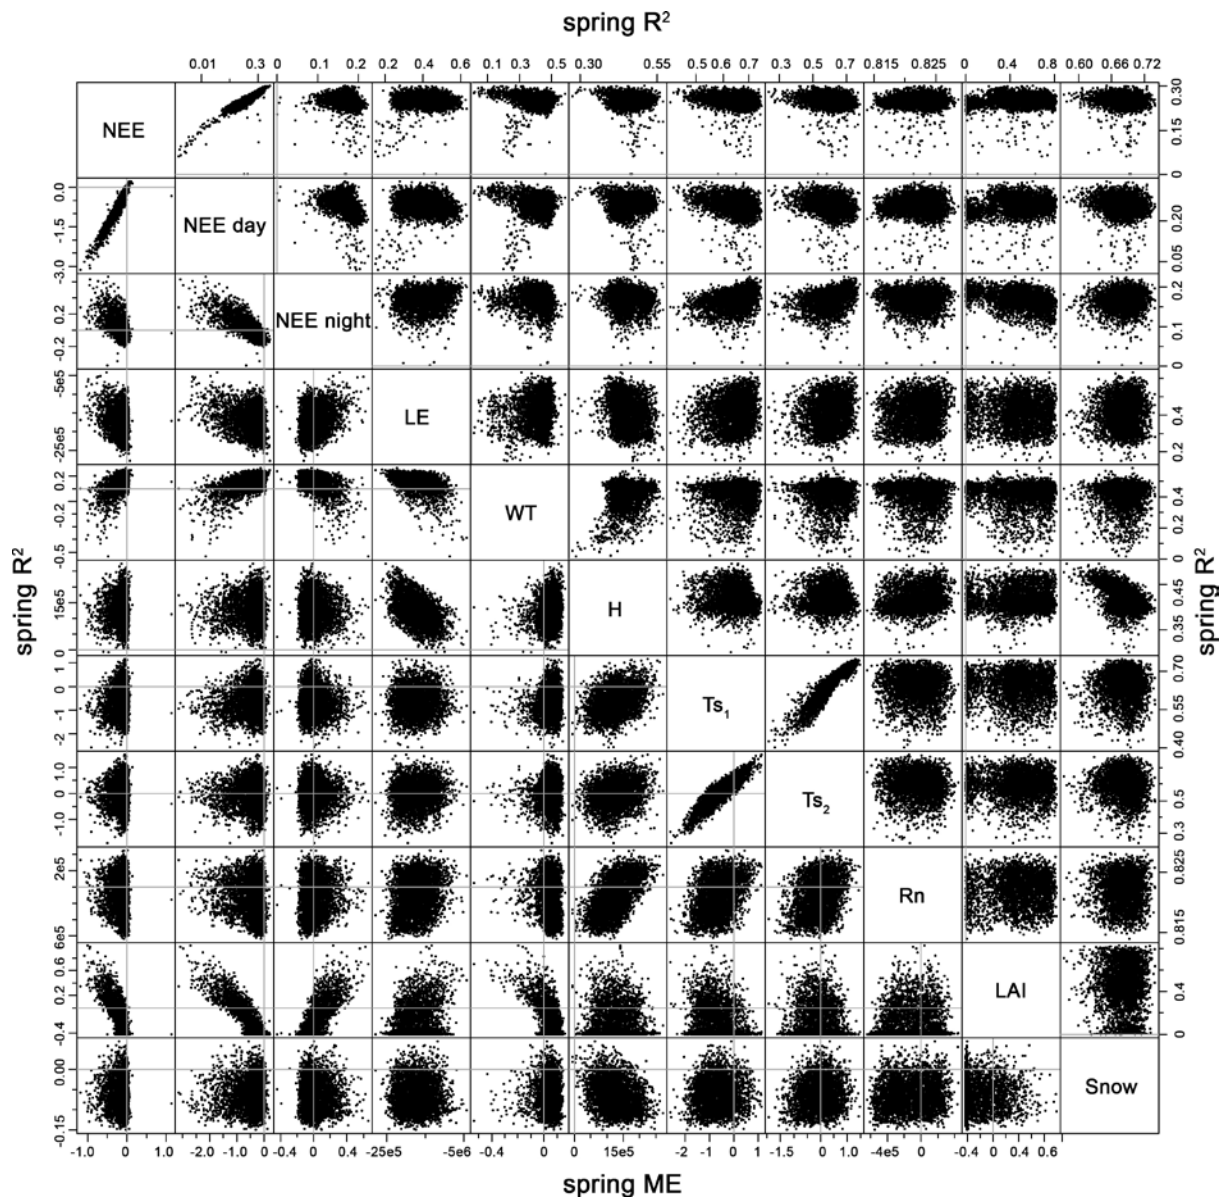 spring R²
0.01 0.3 0.1 0.2 0.2 0.4 0.6 0.1 0.3 0.5 0.30 0.55 0.5 0.6 0.7 0.3 0.5 0.7 0.815 0.825 0 0.4 0.8 0.60 0.66 0.72
NEE
0.30
0.15
0
0.0
-1.5
-3.0
NEE day
0.20
0.05
3.0
0.2
-0.2
NEE night
0.2
0.1
0
-5e5
-25e5
LE
0.4
0.2
0.2
-0.2
-0.5
WT
0.4
0.2
0
spring R²
15e5
0
H
0.45
0.35
spring R²
1
0
-1
-2
Ts₁
0.70
0.55
0.40
1.0
0
-1.0
Ts₂
0.5
0.3
2e5
6e5
Rn
0.825
0.815
0.6
0.2
-0.4
LAI
0.4
0
0.00
-0.15
Snow
-1.0 0 1.0 -2.0 -1.0 0 -0.4 0 0.4 -25e5 -5e6 -0.4 0 0 15e5 -2 -1 0 1 -1.0 0 1.0 -4e5 0 -0.4 0 0.4 0.6
spring ME